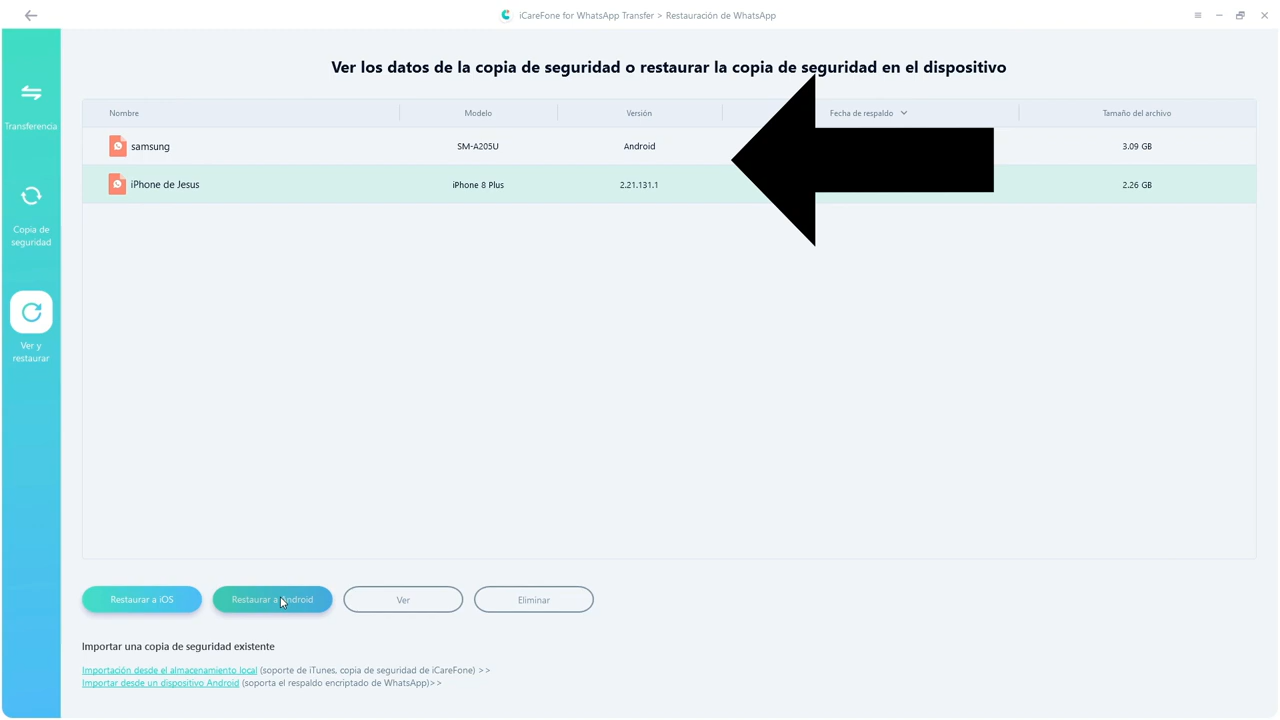 iCareFone for WhatsApp Transfer > Restauración de WhatsApp
Transferencia
Copia de
seguridad
Ver y
restaurar
Ver los datos de la copia de seguridad o restaurar la copia de seguridad en el dispositivo
Nombre Modelo Versión Fecha de respaldo Tamaño del archivo
samsung SM-A205U Android 3.09 GB
iPhone de Jesus iPhone 8 Plus 2.21.131.1 2.26 GB
Restaurar a iOS Restaurar a Android Ver Eliminar
Importar una copia de seguridad existente
Importación desde el almacenamiento local (soporte de iTunes, copia de seguridad de iCareFone) >>
Importar desde un dispositivo Android (soporta el respaldo encriptado de WhatsApp)>>